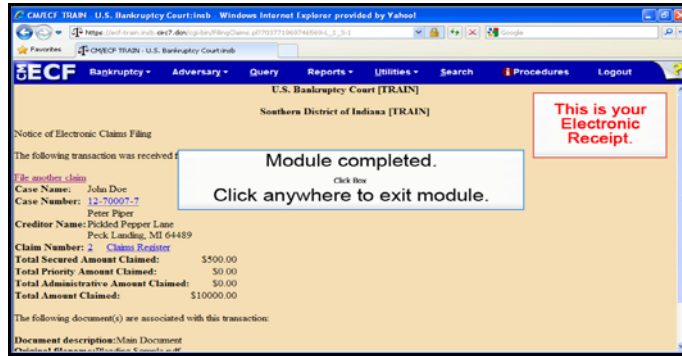 CM/ECF TRAIN - U.S. Bankruptcy Court:insb - Windows Internet Explorer provided by Yahoo!
Google
Favorites CM/ECF TRAIN - U.S. Bankruptcy Court:insb
ECF Bankruptcy Adversary Query Reports Utilities Search Procedures Logout
U.S. Bankruptcy Court [TRAIN]
Southern District of Indiana [TRAIN]
This is your
Electronic
Receipt.
Notice of Electronic Claims Filing
The following transaction was received
Module completed.
Click Box
Click anywhere to exit module.
File another claim
Case Name: John Doe
Case Number: 12-70007-7
Peter Piper
Creditor Name: Pickled Pepper Lane
Peck Landing, MI 64489
Claim Number: 2 Claims Register
Total Secured Amount Claimed: $500.00
Total Priority Amount Claimed: $0.00
Total Administrative Amount Claimed: $0.00
Total Amount Claimed: $10000.00
The following document(s) are associated with this transaction:
Document description:Main Document